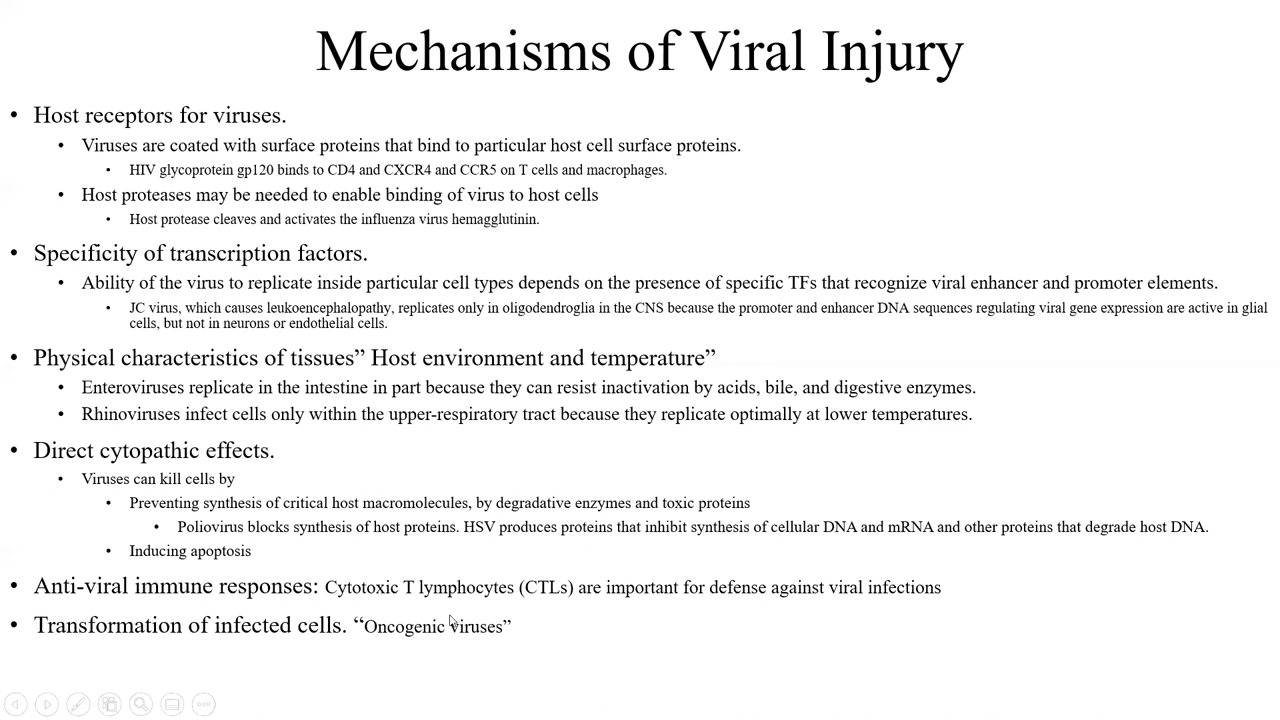 Mechanisms of Viral Injury
• Host receptors for viruses.
• Viruses are coated with surface proteins that bind to particular host cell surface proteins.
• HIV glycoprotein gp120 binds to CD4 and CXCR4 and CCR5 on T cells and macrophages.
• Host proteases may be needed to enable binding of virus to host cells
• Host protease cleaves and activates the influenza virus hemagglutinin.
• Specificity of transcription factors.
• Ability of the virus to replicate inside particular cell types depends on the presence of specific TFs that recognize viral enhancer and promoter elements.
• JC virus, which causes leukoencephalopathy, replicates only in oligodendroglia in the CNS because the promoter and enhancer DNA sequences regulating viral gene expression are active in glial
cells, but not in neurons or endothelial cells.
• Physical characteristics of tissues” Host environment and temperature”
• Enteroviruses replicate in the intestine in part because they can resist inactivation by acids, bile, and digestive enzymes.
• Rhinoviruses infect cells only within the upper-respiratory tract because they replicate optimally at lower temperatures.
• Direct cytopathic effects.
• Viruses can kill cells by
• Preventing synthesis of critical host macromolecules, by degradative enzymes and toxic proteins
• Poliovirus blocks synthesis of host proteins. HSV produces proteins that inhibit synthesis of cellular DNA and mRNA and other proteins that degrade host DNA.
• Inducing apoptosis
• Anti-viral immune responses: Cytotoxic T lymphocytes (CTLs) are important for defense against viral infections
• Transformation of infected cells. “Oncogenic viruses”